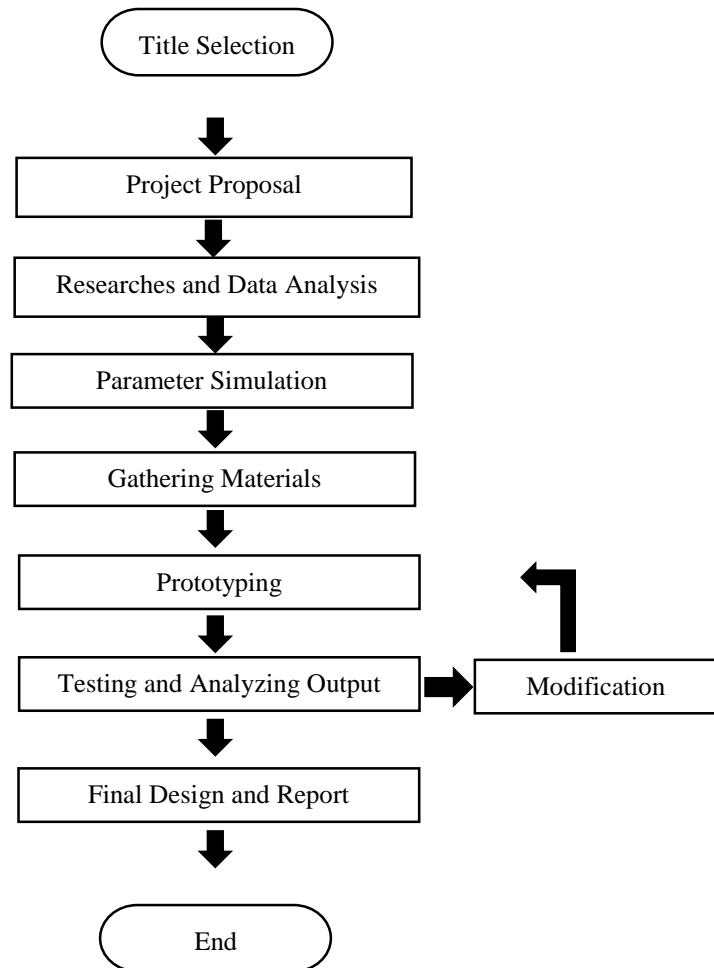 Title Selection
Project Proposal
Researches and Data Analysis
Parameter Simulation
Gathering Materials
Prototyping
Testing and Analyzing Output
Modification
Final Design and Report
End